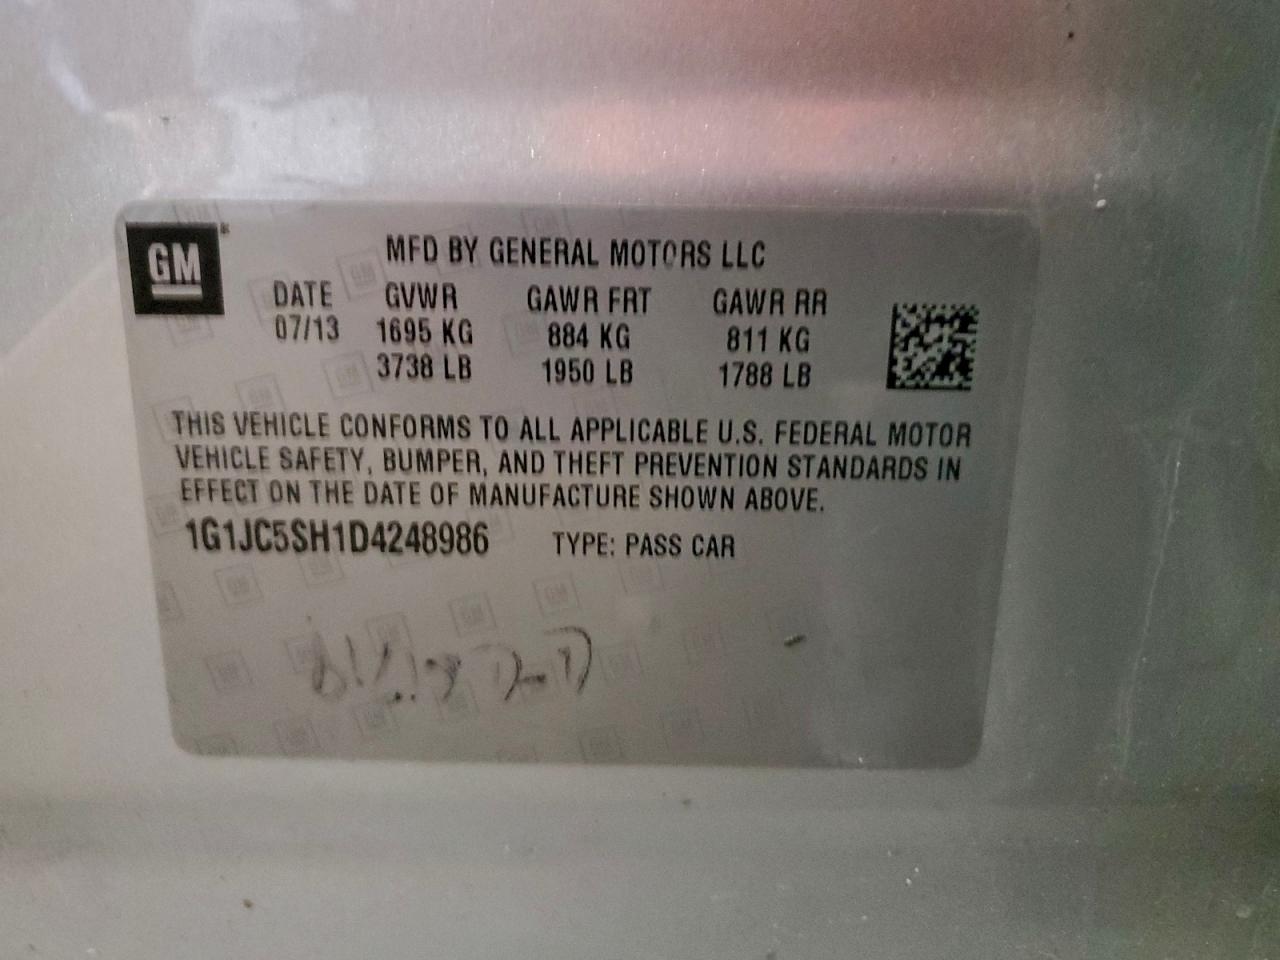 GM
MFD BY GENERAL MOTORS LLC
DATE GVWR GAWR FRT GAWR RR
07/13 1695 KG 884 KG 811 KG
3738 LB 1950 LB 1788 LB
THIS VEHICLE CONFORMS TO ALL APPLICABLE U.S. FEDERAL MOTOR
VEHICLE SAFETY, BUMPER, AND THEFT PREVENTION STANDARDS IN
EFFECT ON THE DATE OF MANUFACTURE SHOWN ABOVE.
1G1JC5SH1D4248986 TYPE: PASS CAR